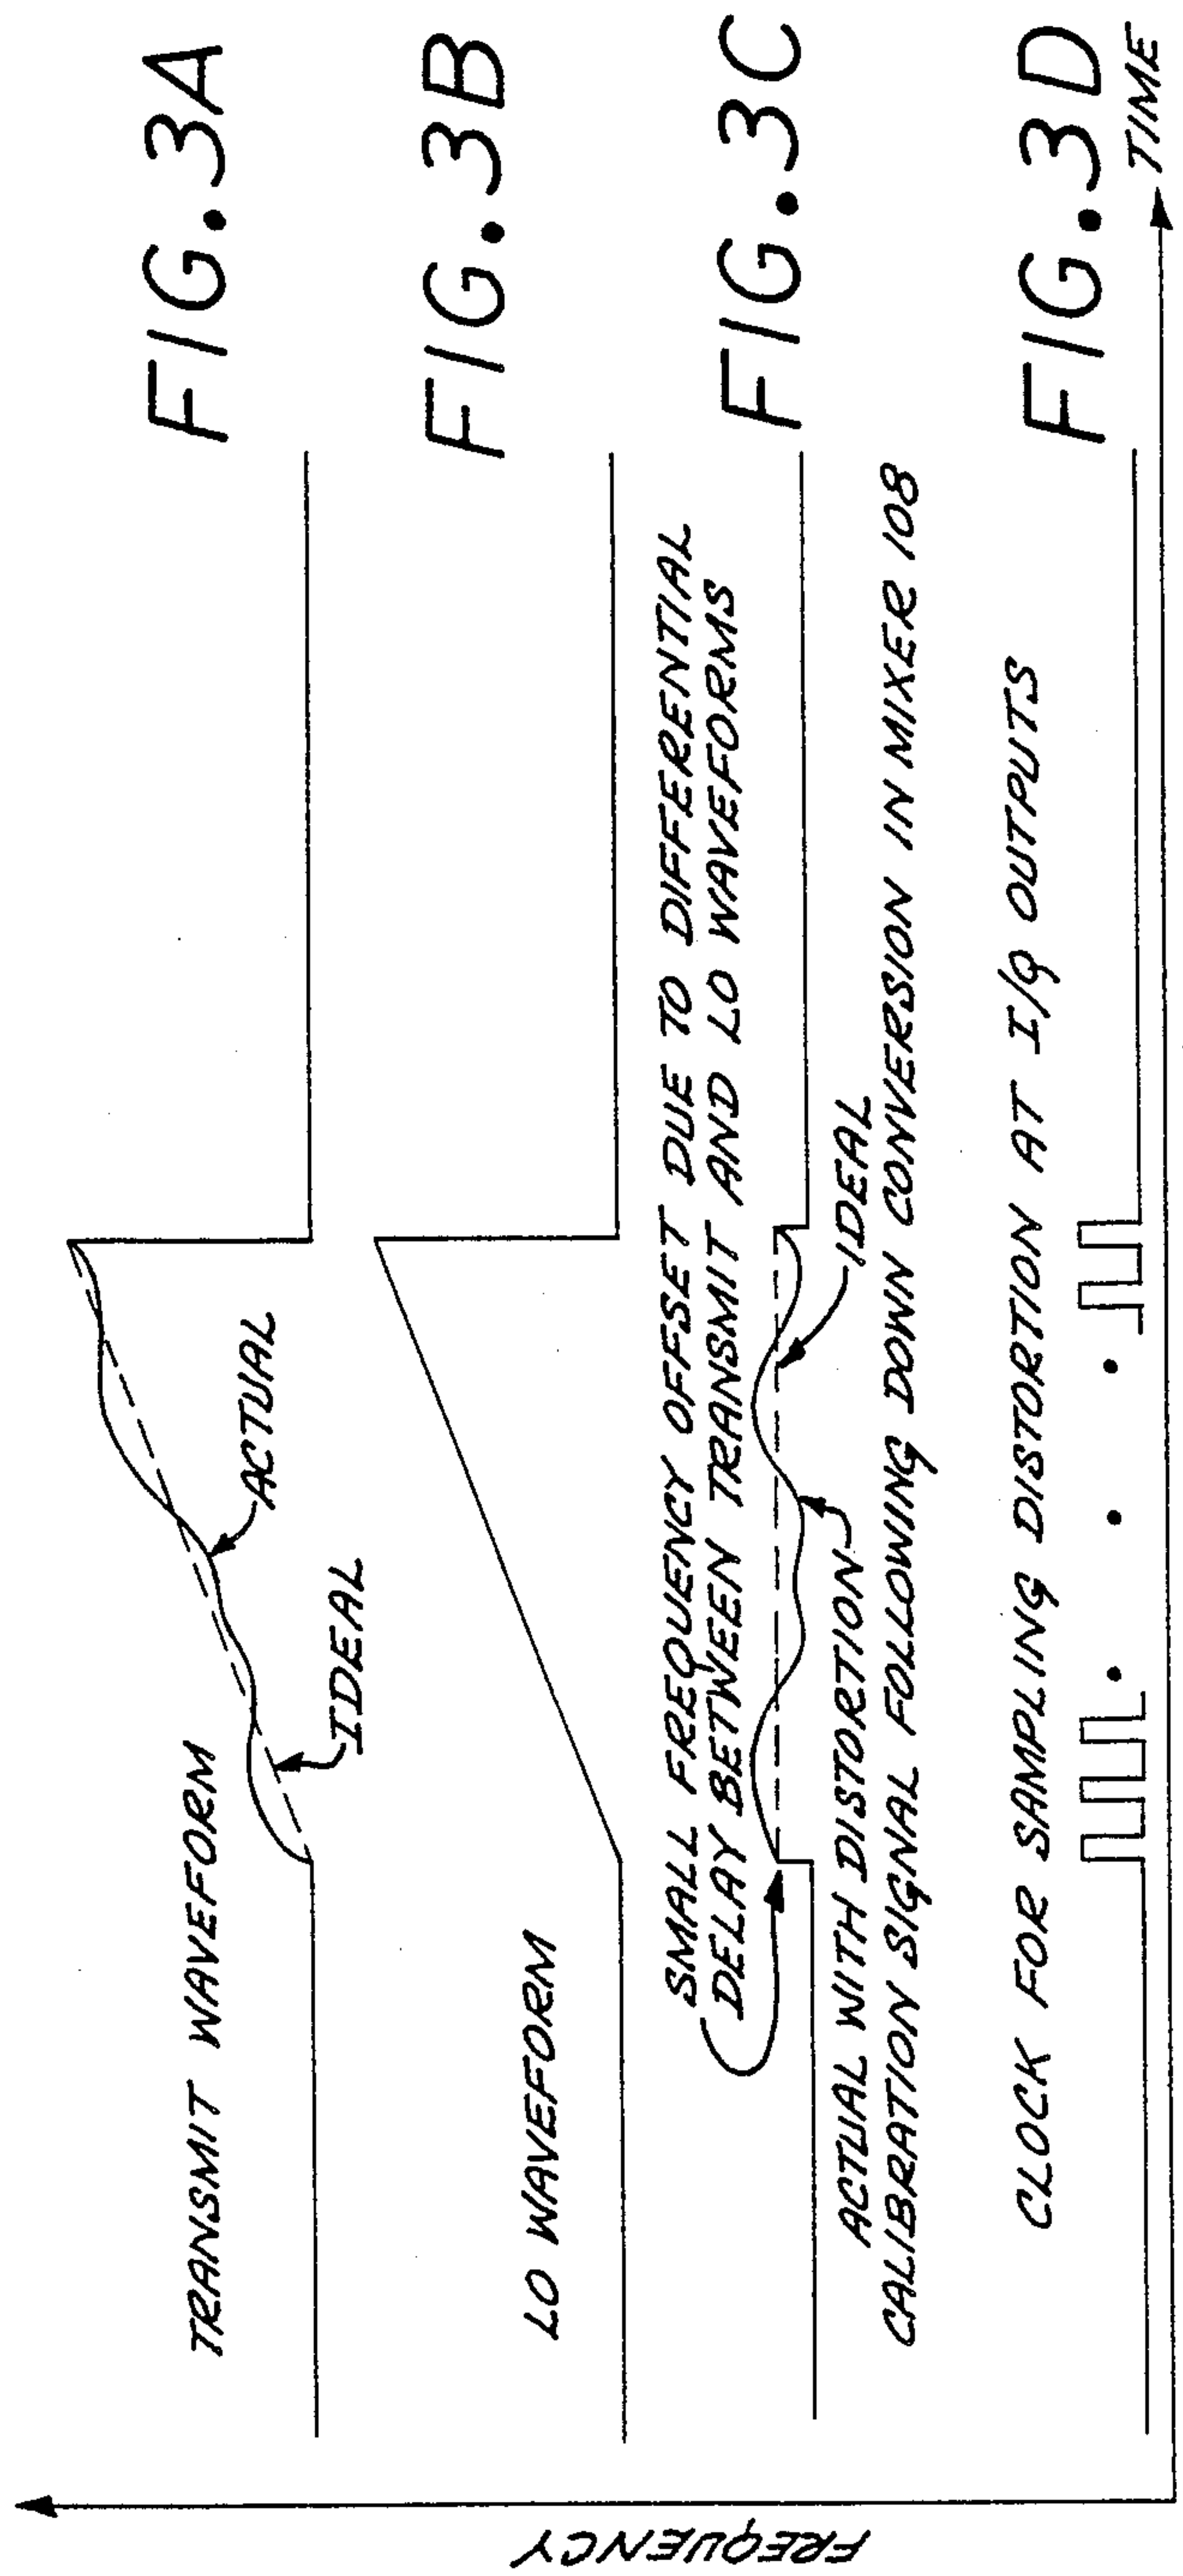 TRANSMIT WAVEFORM
ACTUAL
IDEAL
FIG. 3A
LO WAVEFORM
FIG. 3B
SMALL FREQUENCY OFFSET DUE TO DIFFERENTIAL
DELAY BETWEEN TRANSMIT AND LO WAVEFORMS
IDEAL
ACTUAL WITH DISTORTION
CALIBRATION SIGNAL FOLLOWING DOWN CONVERSION IN MIXER 108
FIG. 3C
CLOCK FOR SAMPLING DISTORTION AT I/Q OUTPUTS
FIG. 3D
TIME
FREQUENCY